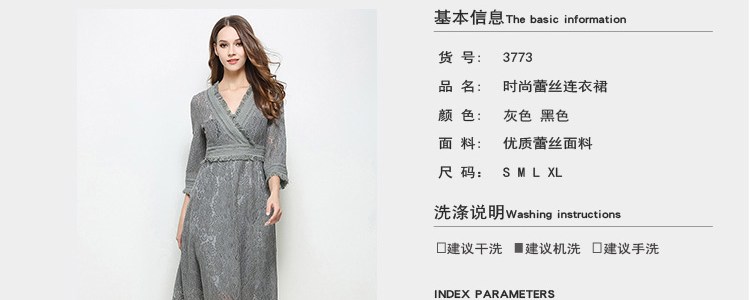 基本信息The basic information
货 号: 3773
品 名: 时尚蕾丝连衣裙
颜 色: 灰色 黑色
面 料: 优质蕾丝面料
尺 码: S M L XL
洗涤说明Washing instructions
□建议干洗 ■建议机洗 □建议手洗
INDEX PARAMETERS